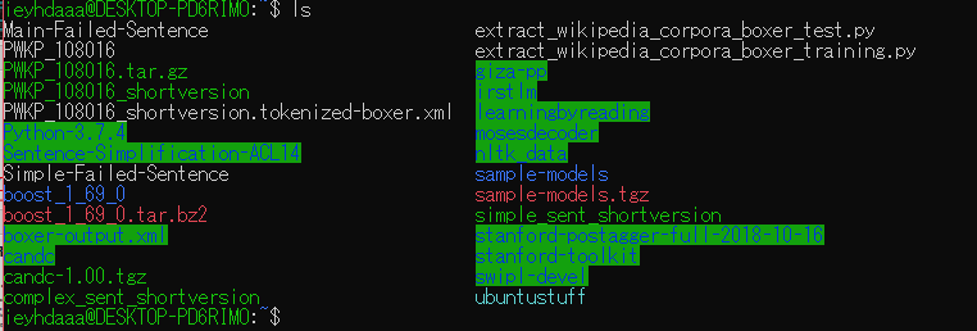 ieyhdaaa@DESKTOP-PD6RIMO:~$ ls
Main-Failed-Sentence extract_wikipedia_corpora_boxer_test.py
PWKP_108016 extract_wikipedia_corpora_boxer_training.py
PWKP_108016.tar.gz giza-pp
PWKP_108016_shortversion irstlm
PWKP_108016_shortversion.tokenized-boxer.xml learningbyreading
Python-3.7.4 mosesdecoder
Sentence-Simplification-ACL14 nltk_data
Simple-Failed-Sentence sample-models
boost_1_69_0 sample-models.tgz
boost_1_69_0.tar.bz2 simple_sent_shortversion
boxer-output.xml stanford-postagger-full-2018-10-16
candc stanford-toolkit
candc-1.00.tgz swipl-devel
complex_sent_shortversion ubuntustuff
ieyhdaaa@DESKTOP-PD6RIMO:~$